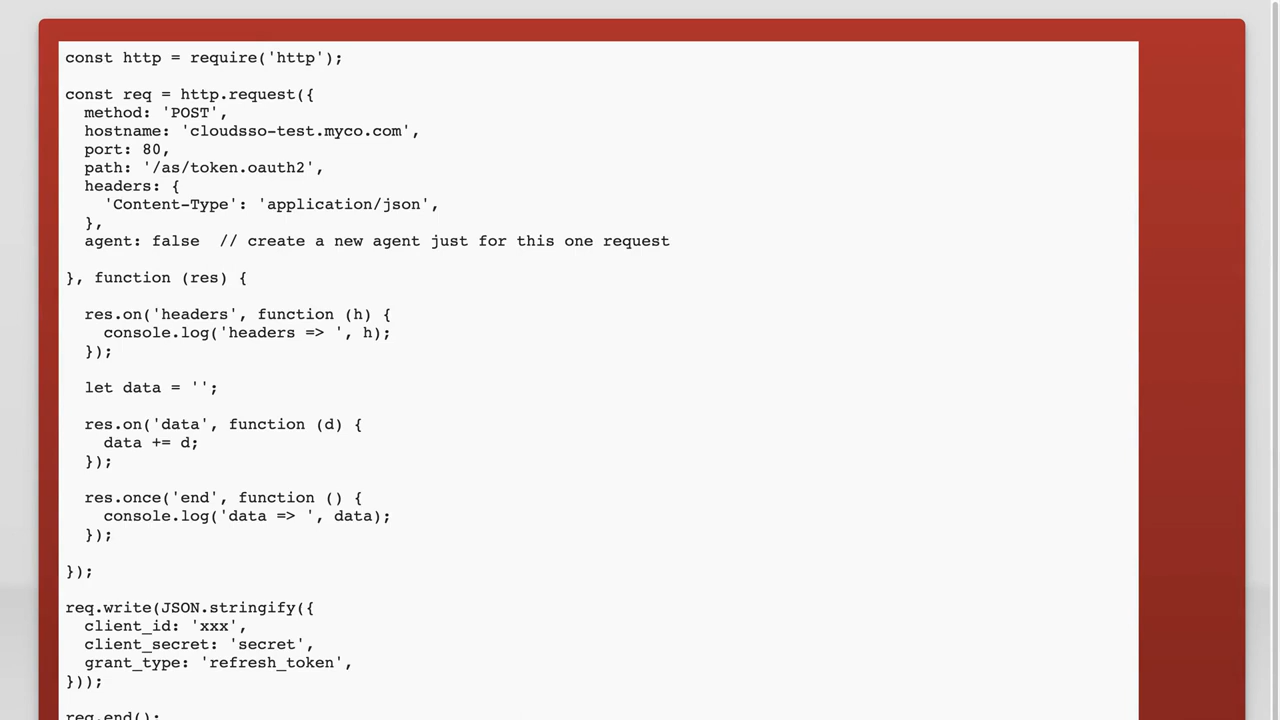 const http = require('http');
const req = http.request({
method: 'POST',
hostname: 'cloudsso-test.myco.com',
port: 80,
path: '/as/token.oauth2',
headers: {
'Content-Type': 'application/json',
},
agent: false  // create a new agent just for this one request
}, function (res) {
res.on('headers', function (h) {
console.log('headers => ', h);
});
let data = '';
res.on('data', function (d) {
data += d;
});
res.once('end', function () {
console.log('data => ', data);
});
});
req.write(JSON.stringify({
client_id: 'xxx',
client_secret: 'secret',
grant_type: 'refresh_token',
}));
req.end();